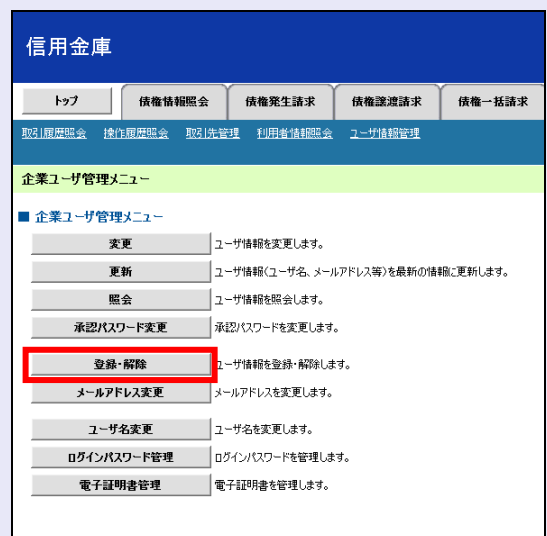 信用金庫
トップ 債権情報照会 債権発生請求 債権譲渡請求 債権一括請求
取引履歴照会 操作履歴照会 取引先管理 利用者情報照会 ユーザ情報管理
企業ユーザ管理メニュー
■ 企業ユーザ管理メニュー
変更 ユーザ情報を変更します。
更新 ユーザ情報(ユーザ名、メールアドレス等)を最新の情報に更新します。
照会 ユーザ情報を照会します。
承認パスワード変更 承認パスワードを変更します。
登録・解除 ユーザ情報を登録・解除します。
メールアドレス変更 メールアドレスを変更します。
ユーザ名変更 ユーザ名を変更します。
ログインパスワード管理 ログインパスワードを管理します。
電子証明書管理 電子証明書を管理します。